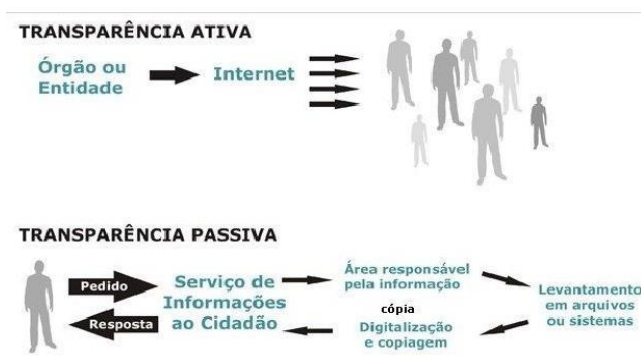 TRANSPARÊNCIA ATIVA
Órgão ou
Entidade
Internet
TRANSPARÊNCIA PASSIVA
Pedido
Resposta
Serviço de
Informações
ao Cidadão
Área responsável
pela informação
Levantamento
em arquivos
ou sistemas
cópia
Digitalização
e copiagem